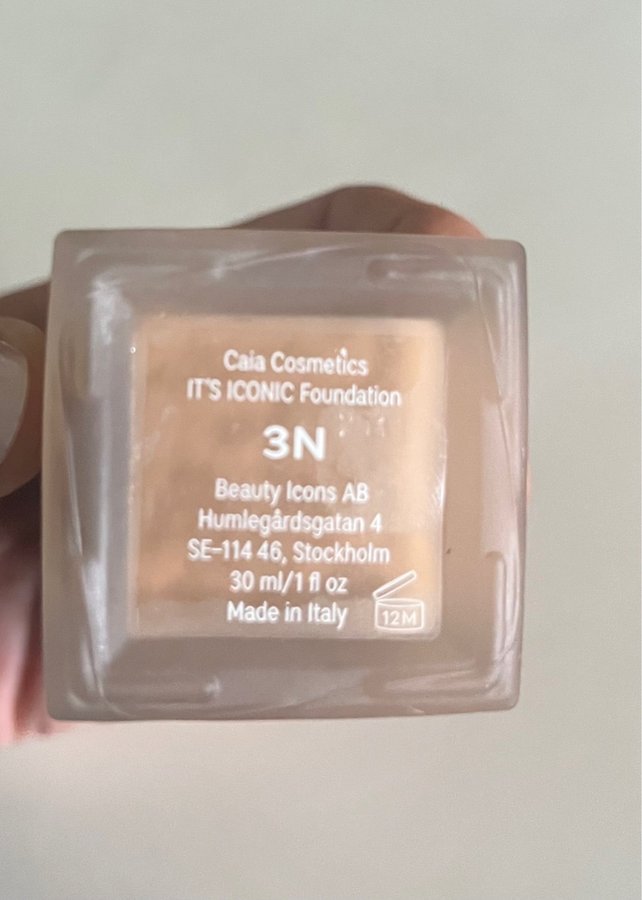 Caia Cosmetics
IT'S ICONIC Foundation
3N
Beauty Icons AB
Humlegårdsgatan 4
SE-114 46, Stockholm
30 ml/1 fl oz
Made in Italy
12M